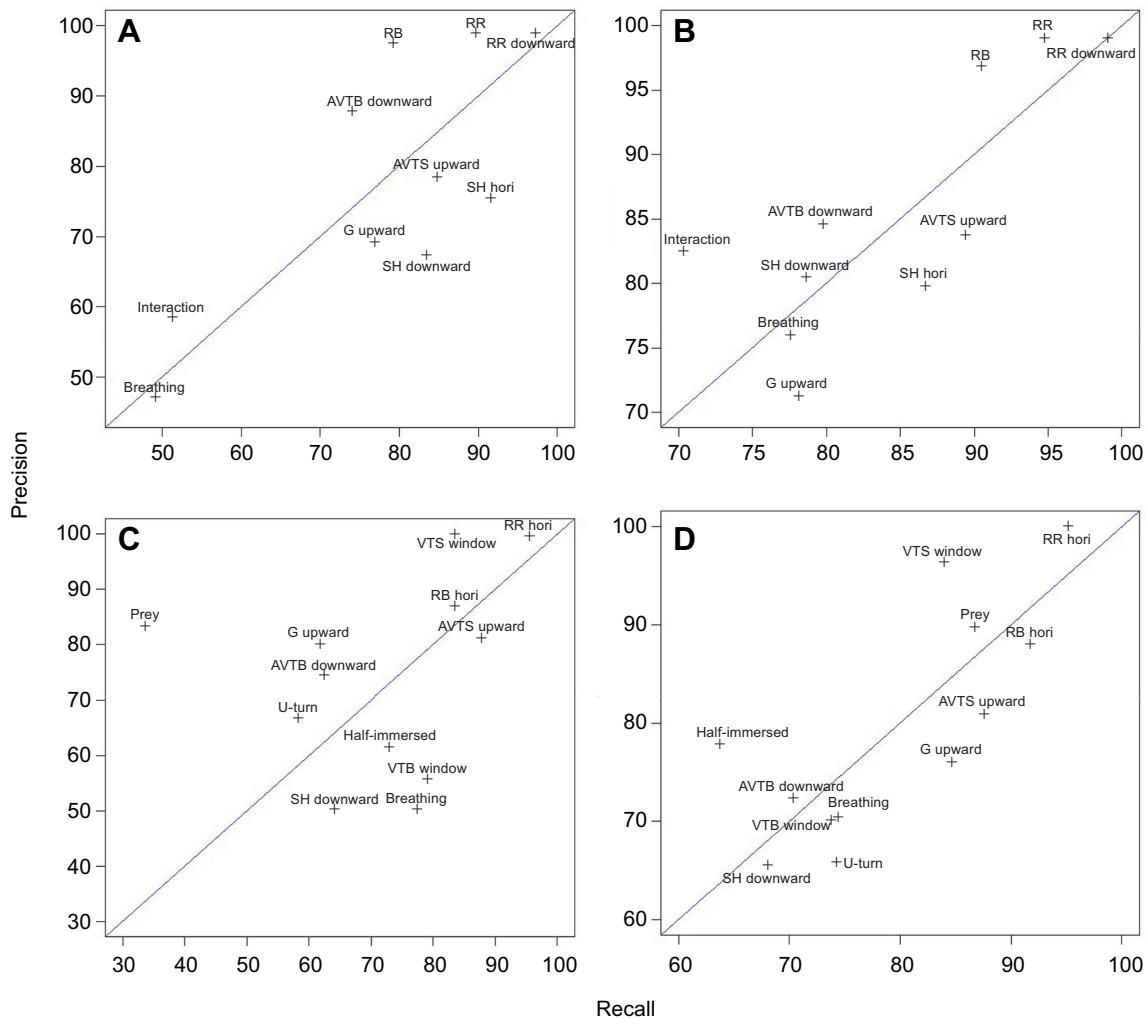 A
100
90
80
70
60
50
RB
RR
RR downward
AVTB downward
AVTS upward
SH hori
G upward
SH downward
Interaction
Breathing
50 60 70 80 90 100
B
100
95
90
85
80
75
70
RR
RB
RR downward
AVTB downward
AVTS upward
Interaction
SH downward
SH hori
Breathing
G upward
70 75 80 85 90 95 100
Precision
C
100
90
80
70
60
50
40
30
RR hori
VTS window
RB hori
Prey
AVTS upward
G upward
AVTB downward
U-turn
Half-immersed
VTB window
SH downward
Breathing
30 40 50 60 70 80 90 100
D
100
90
80
70
60
RR hori
VTS window
Prey
RB hori
AVTS upward
Half-immersed
G upward
AVTB downward
Breathing
VTB window
U-turn
SH downward
60 70 80 90 100
Recall